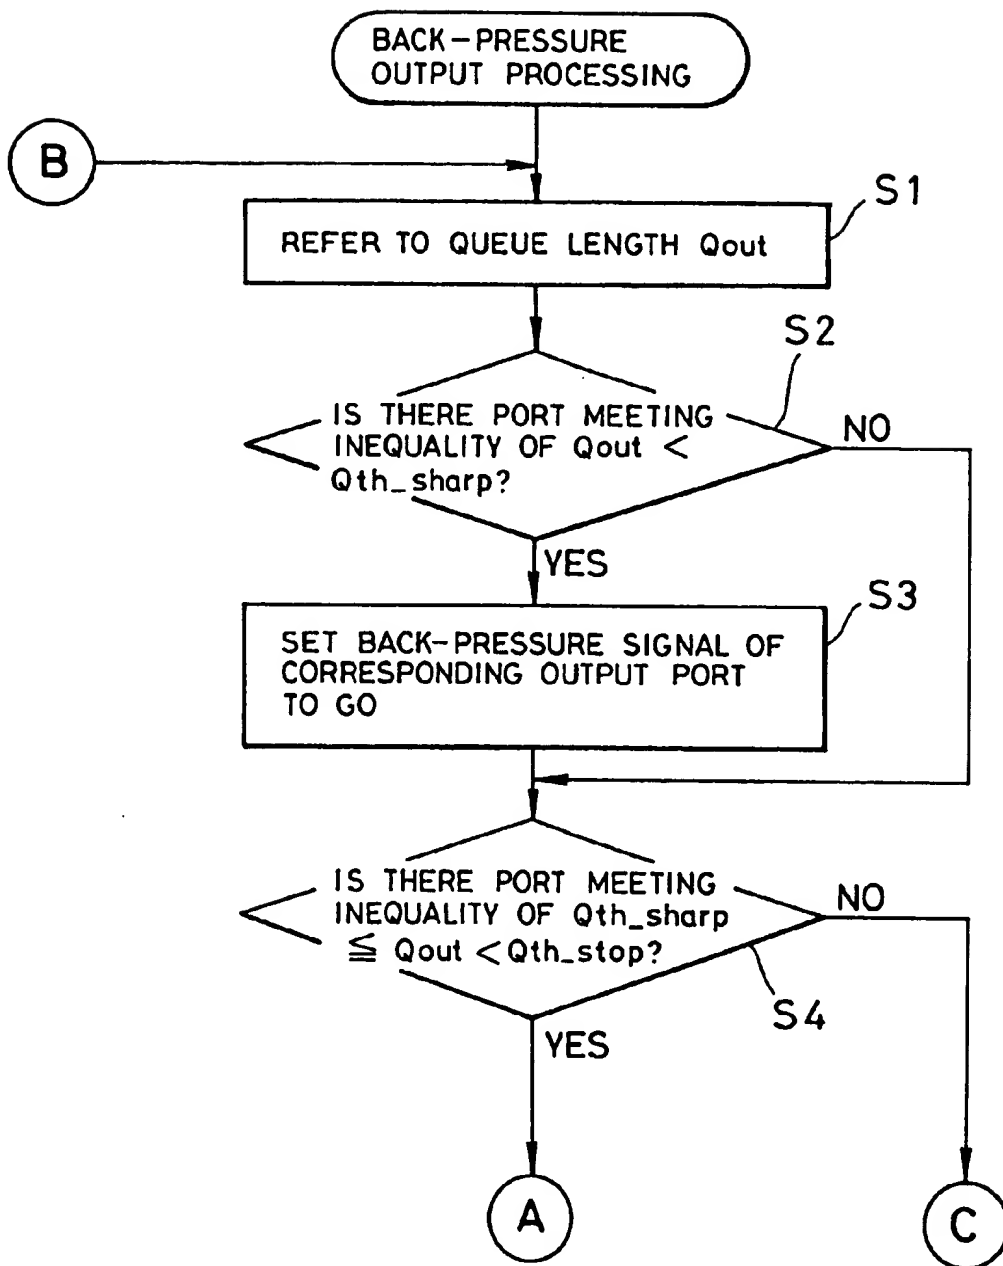 BACK-PRESSURE
OUTPUT PROCESSING
B
S1
REFER TO QUEUE LENGTH Qout
S2
IS THERE PORT MEETING
INEQUALITY OF Qout <
Qth_sharp?
NO
YES
S3
SET BACK-PRESSURE SIGNAL OF
CORRESPONDING OUTPUT PORT
TO GO
IS THERE PORT MEETING
INEQUALITY OF Qth_sharp
≦ Qout < Qth_stop?
NO
S4
YES
A
C